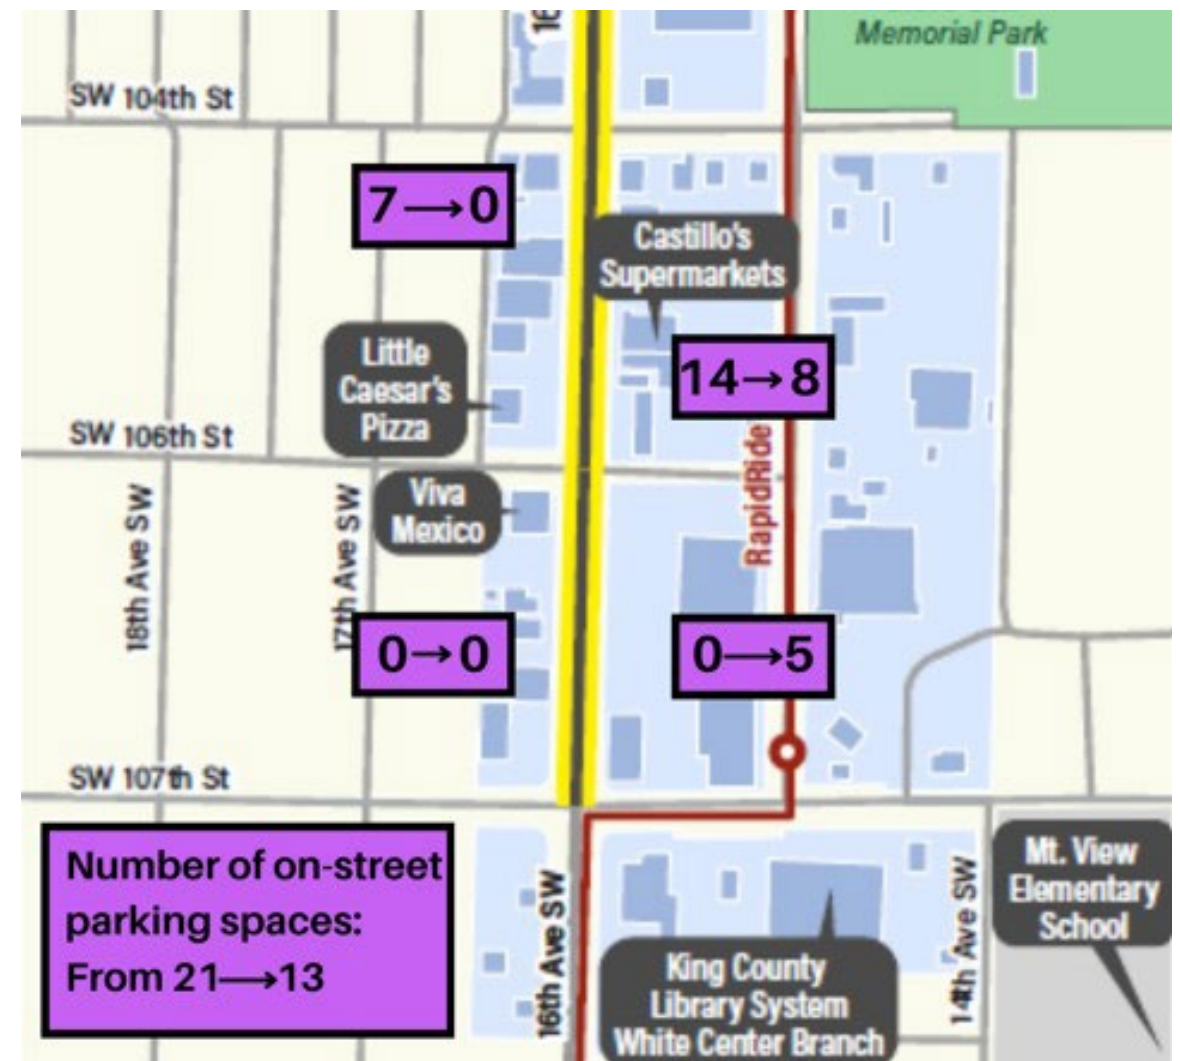 16
Memorial Park
SW 104th St
7→0
Castillo's
Supermarkets
Little
Caesar's
Pizza
14→8
SW 106th St
RapidRide
Viva
Mexico
18th Ave SW
17th Ave SW
0→0
0→5
SW 107th St
Number of on-street
parking spaces:
From 21→13
16th Ave SW
14th Ave SW
Mt. View
Elementary
School
King County
Library System
White Center Branch